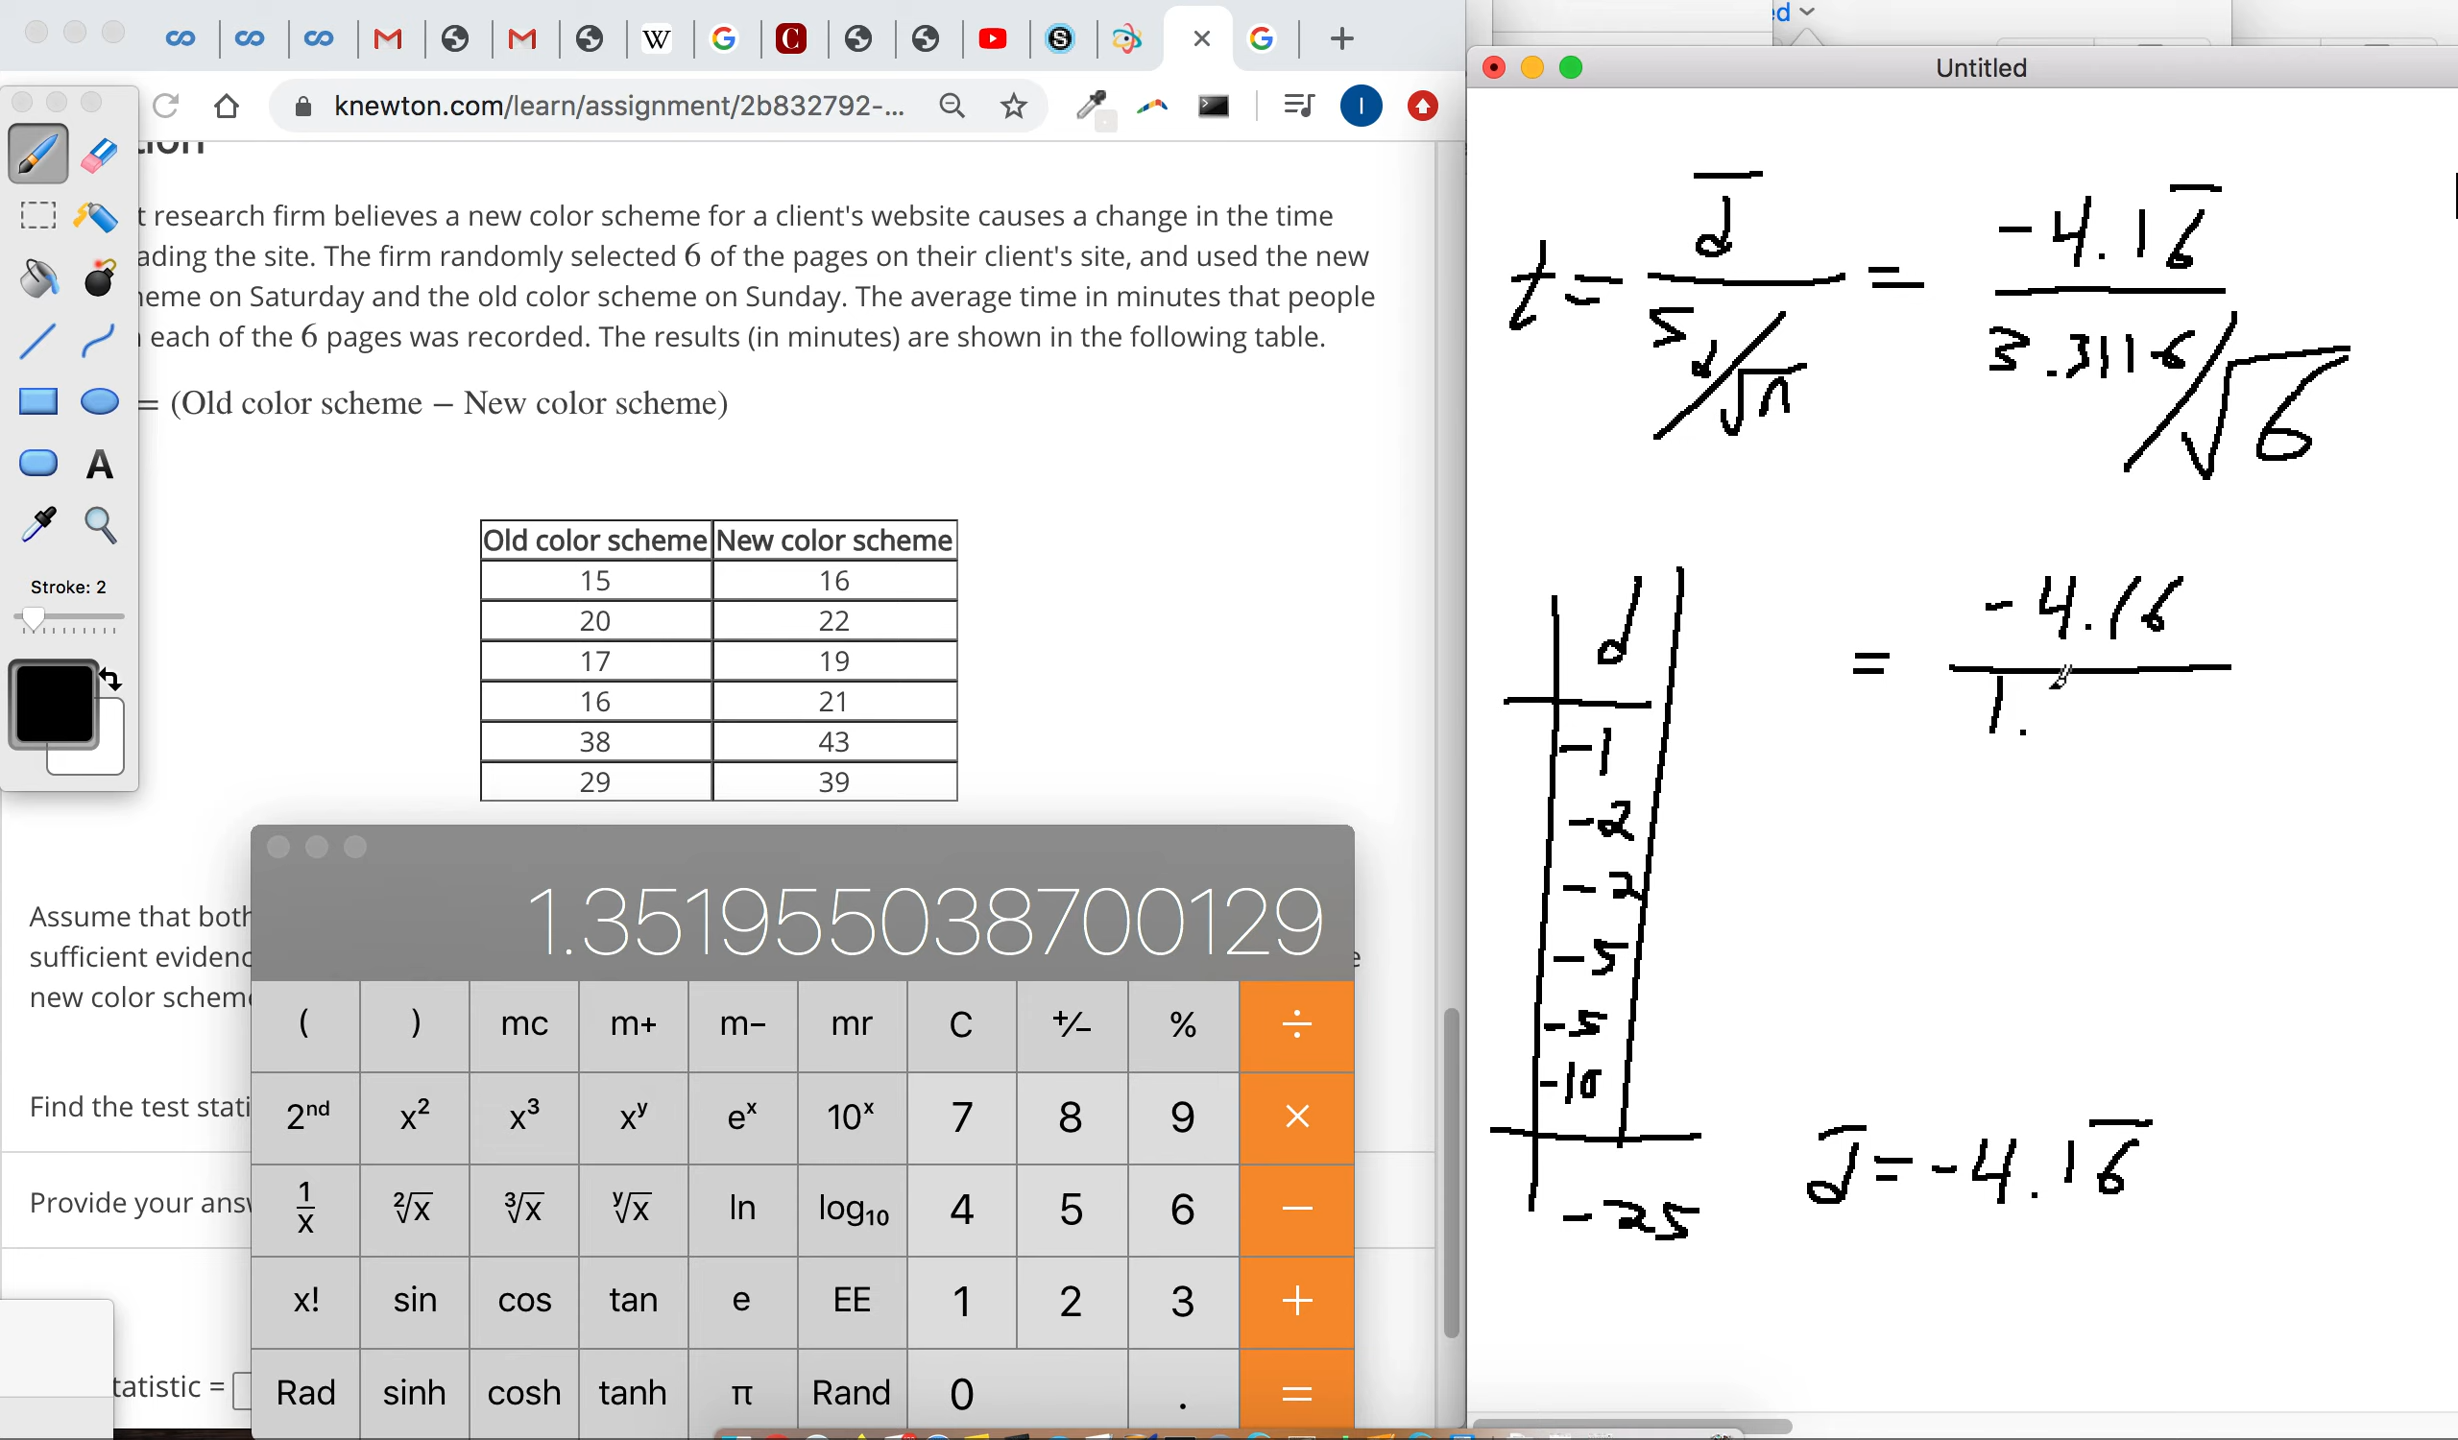 knewton.com/learn/assignment/2b832792-...
I
ed
Untitled
tion
t research firm believes a new color scheme for a client's website causes a change in the time
ading the site. The firm randomly selected 6 of the pages on their client's site, and used the new
heme on Saturday and the old color scheme on Sunday. The average time in minutes that people
each of the 6 pages was recorded. The results (in minutes) are shown in the following table.
= (Old color scheme − New color scheme)
A
Stroke: 2
Old color scheme New color scheme
15 16
20 22
17 19
16 21
38 43
29 39
Assume that both
sufficient evidenc e
new color scheme
Find the test stati
Provide your ansv
tatistic =
1.351955038700129
( ) mc m+ m− mr C ⁺⁄₋ % ÷
2ⁿᵈ x² x³ xʸ eˣ 10ˣ 7 8 9 ×
1/x ²√x ³√x ʸ√x ln log₁₀ 4 5 6 −
x! sin cos tan e EE 1 2 3 +
Rad sinh cosh tanh π Rand 0 . =
t = d̅ / (s_d/√n) = -4.16̅ / (3.3116/√6)
= -4.16 / 1.
d
-1
-2
-2
-5
-5
-10
-25
d̅ = -4.16̅